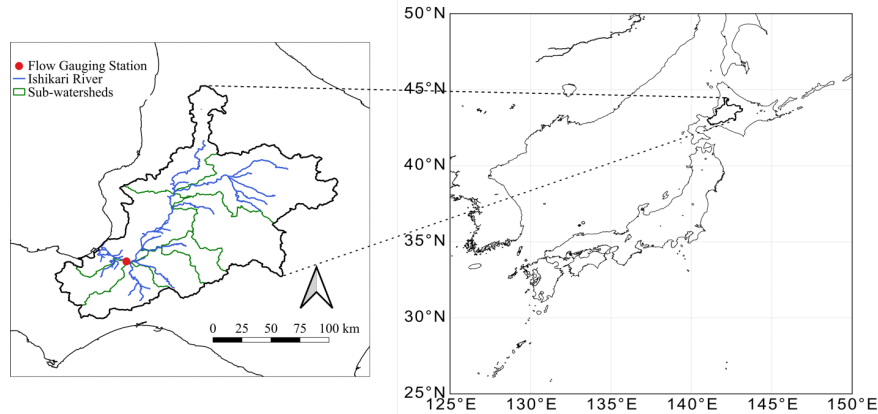 Flow Gauging Station
Ishikari River
Sub-watersheds
0 25 50 75 100 km
50°N
45°N
40°N
35°N
30°N
25°N
125°E 130°E 135°E 140°E 145°E 150°E